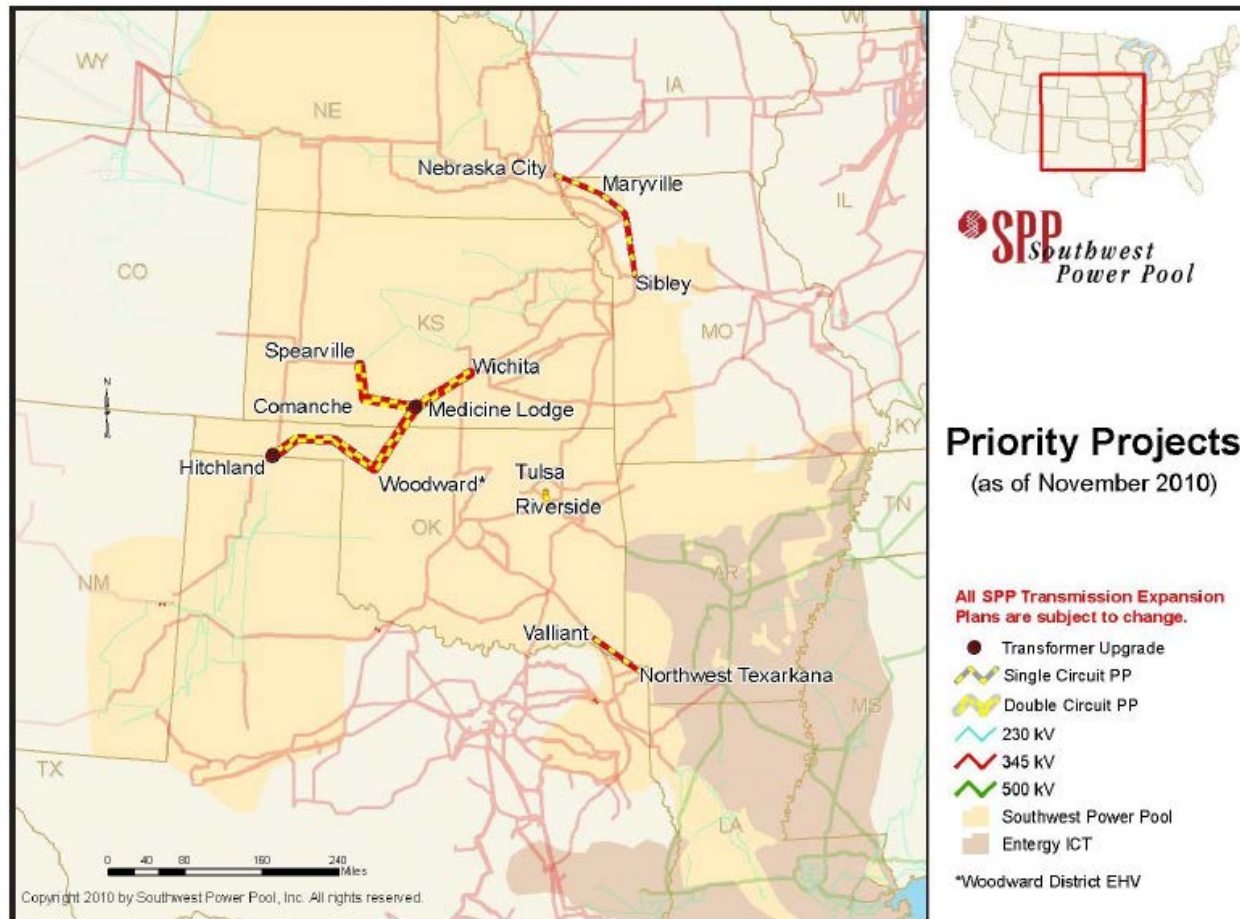 WY
NE
IA
WI
Nebraska City
Maryville
IL
CO
Sibley
KS
MO
Spearville
Wichita
Comanche
Medicine Lodge
KY
N
Hitchland
Woodward*
Tulsa
Riverside
OK
TN
NM
AR
Valliant
Northwest Texarkana
MS
TX
LA
0 40 80 160 240
Miles
Copyright 2010 by Southwest Power Pool, Inc. All rights reserved.
SPP
Southwest
Power Pool
Priority Projects
(as of November 2010)
All SPP Transmission Expansion
Plans are subject to change.
Transformer Upgrade
Single Circuit PP
Double Circuit PP
230 kV
345 kV
500 kV
Southwest Power Pool
Entergy ICT
*Woodward District EHV